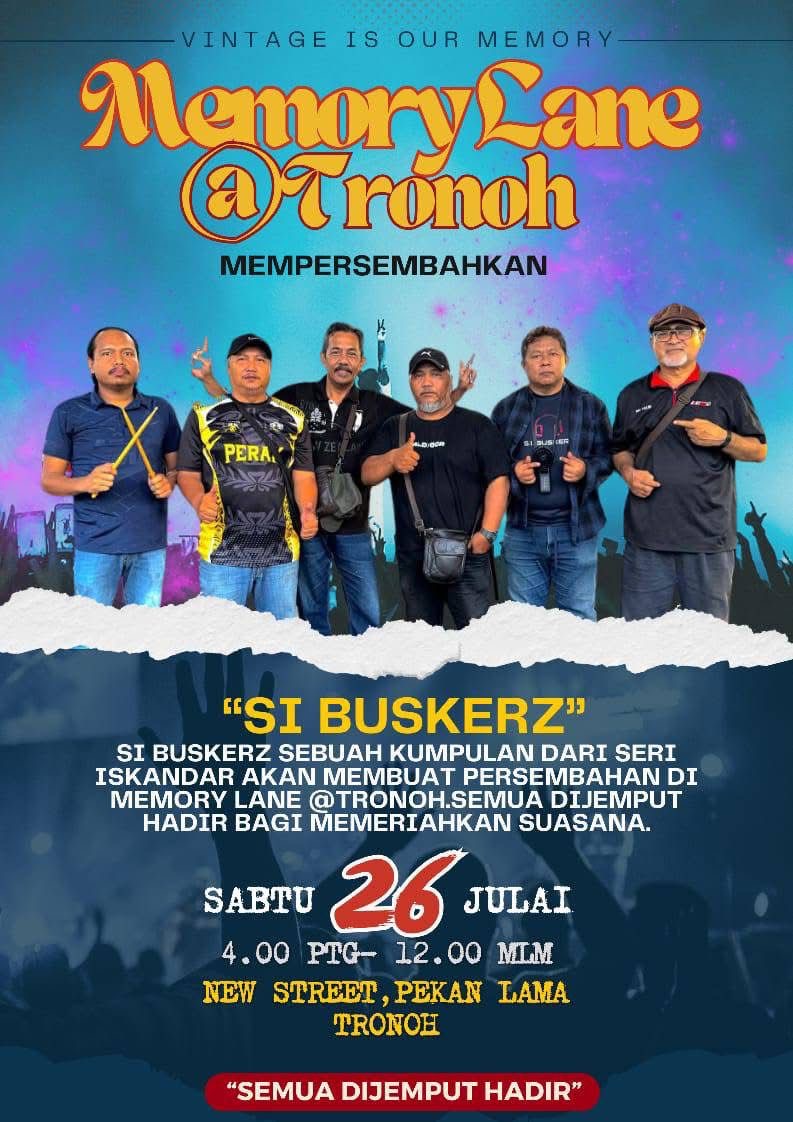 VINTAGE IS OUR MEMORY
Memory Lane
@Tronoh
MEMPERSEMBAHKAN
PERAK
S.I BUSKER
“SI BUSKERZ”
SI BUSKERZ SEBUAH KUMPULAN DARI SERI
ISKANDAR AKAN MEMBUAT PERSEMBAHAN DI
MEMORY LANE @TRONOH.SEMUA DIJEMPUT
HADIR BAGI MEMERIAHKAN SUASANA.
SABTU 26 JULAI
4.00 PTG– 12.00 MLM
NEW STREET,PEKAN LAMA
TRONOH
“SEMUA DIJEMPUT HADIR”